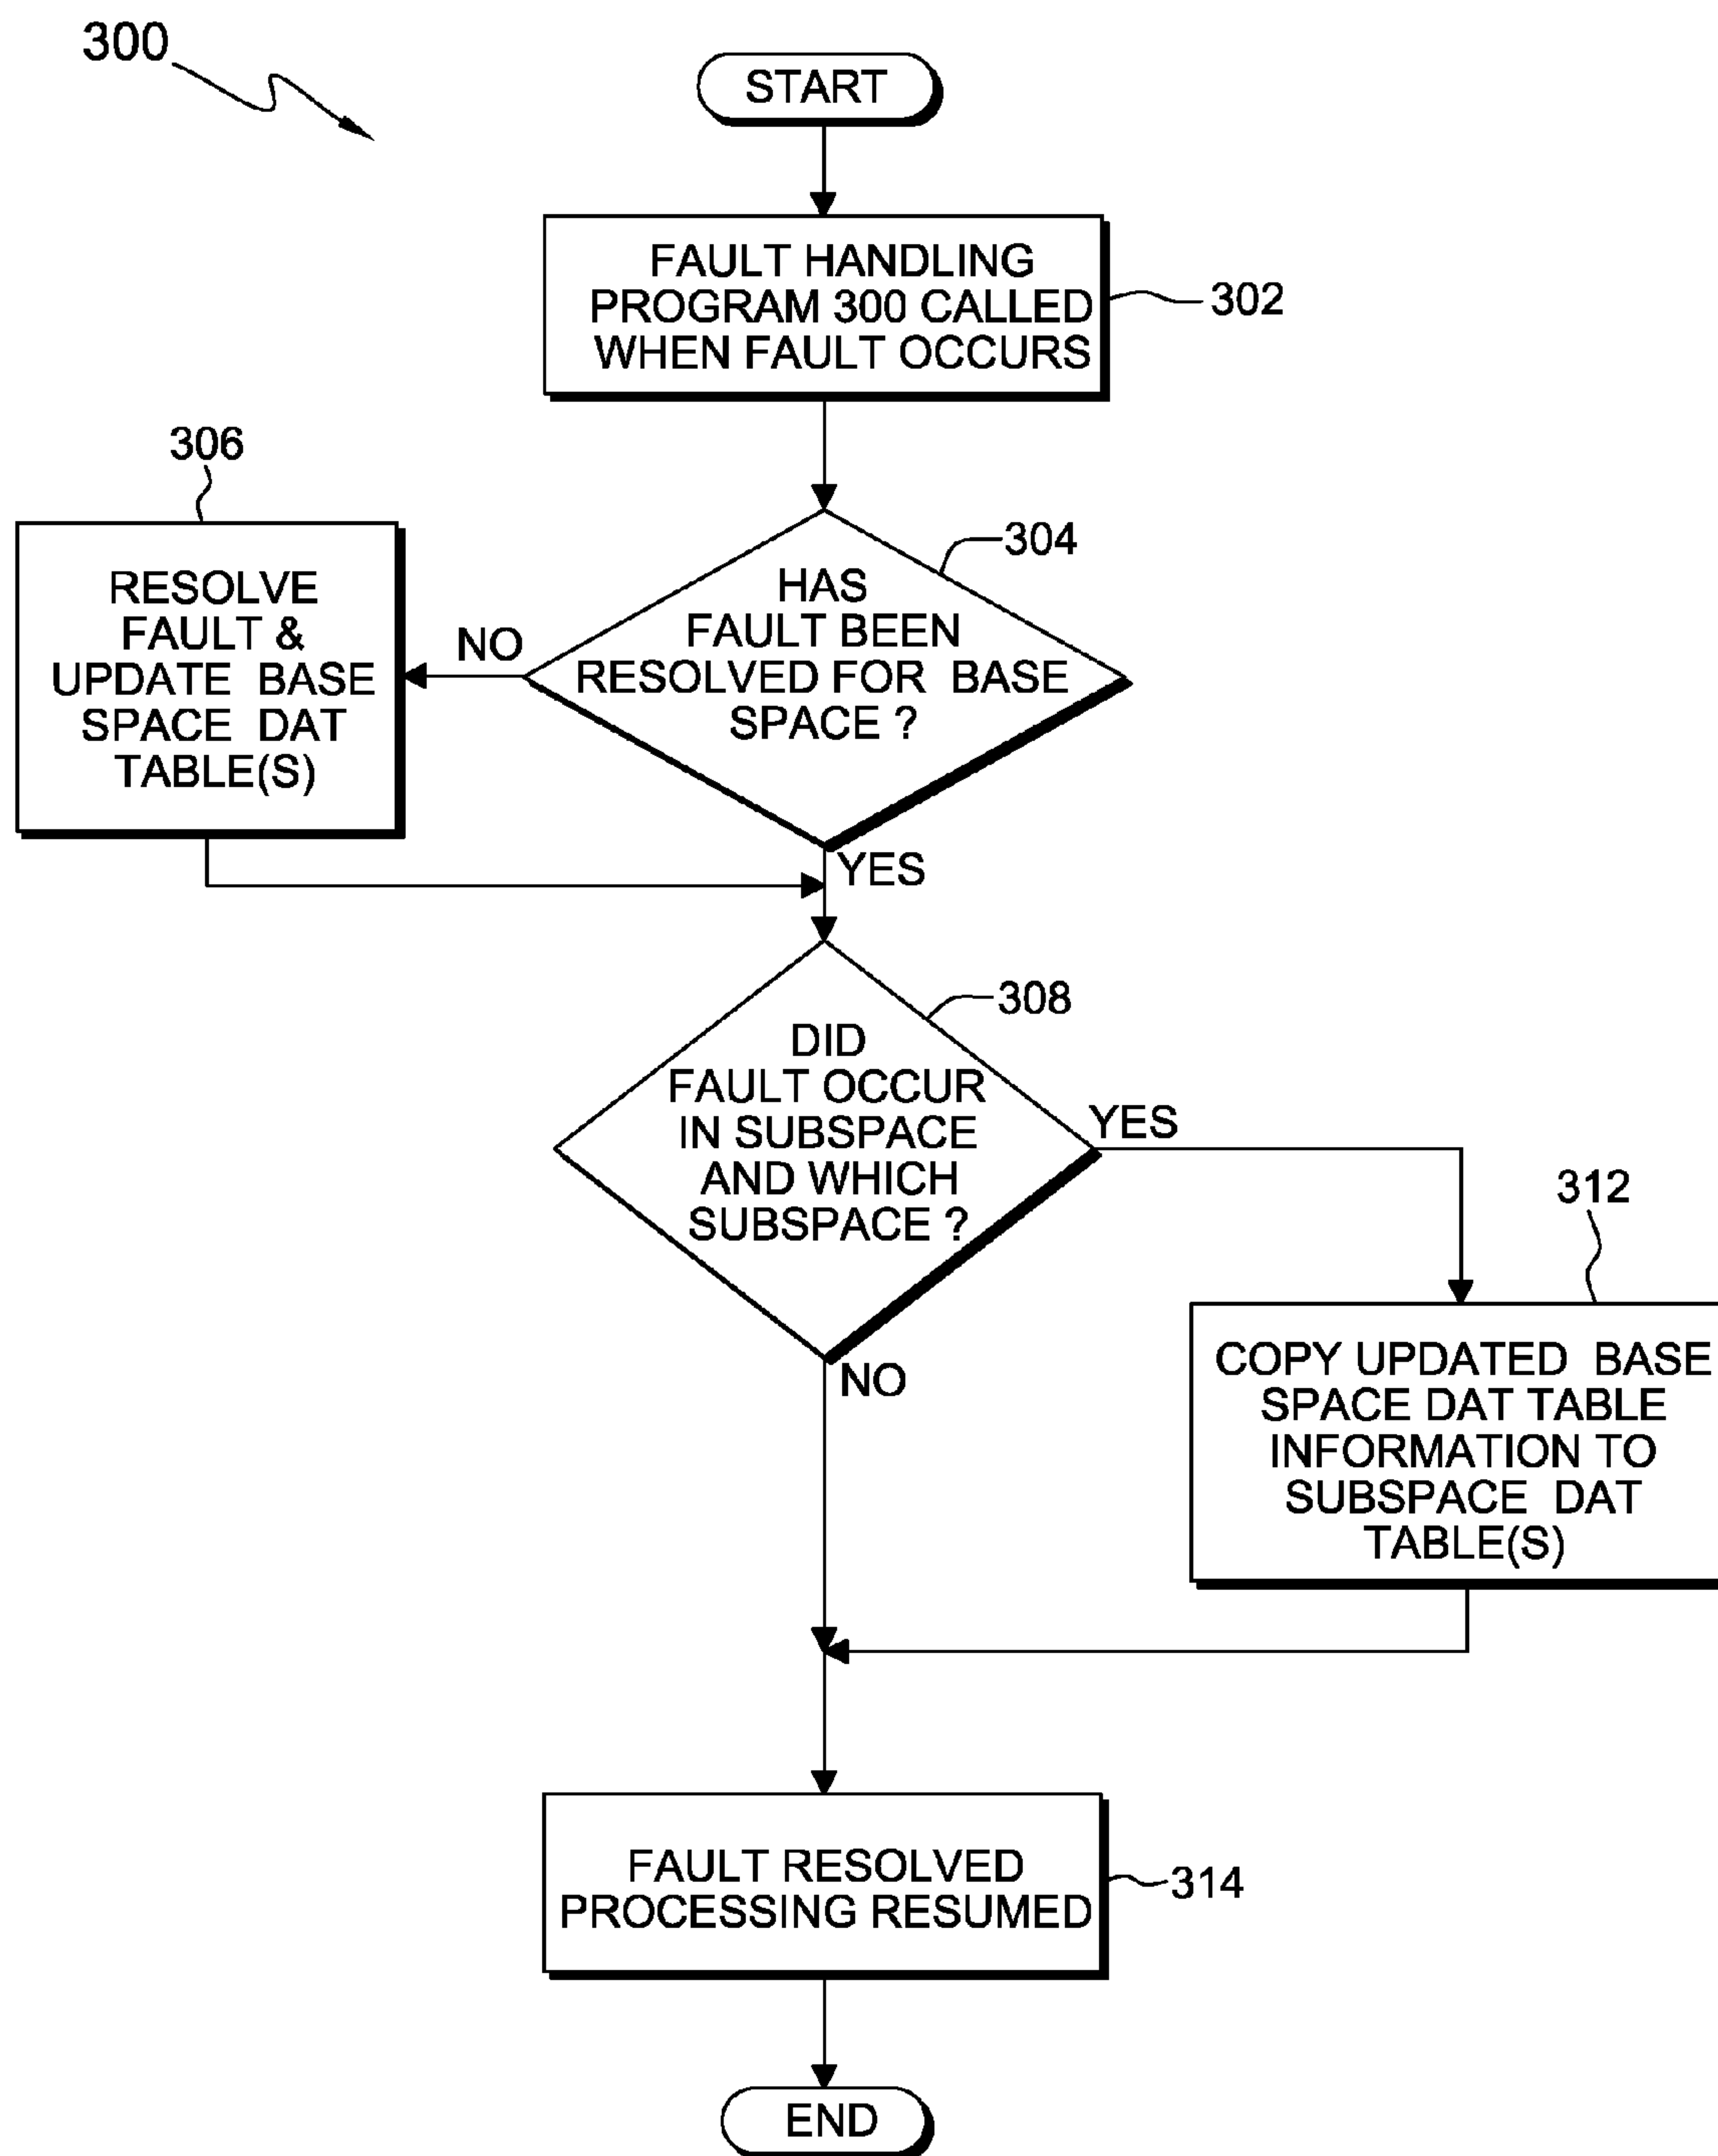 300
START
FAULT HANDLING
PROGRAM 300 CALLED
WHEN FAULT OCCURS
302
306
RESOLVE
FAULT &
UPDATE BASE
SPACE DAT
TABLE(S)
NO
304
HAS
FAULT BEEN
RESOLVED FOR BASE
SPACE ?
YES
308
DID
FAULT OCCUR
IN SUBSPACE
AND WHICH
SUBSPACE ?
YES
NO
312
COPY UPDATED BASE
SPACE DAT TABLE
INFORMATION TO
SUBSPACE DAT
TABLE(S)
FAULT RESOLVED
PROCESSING RESUMED
314
END